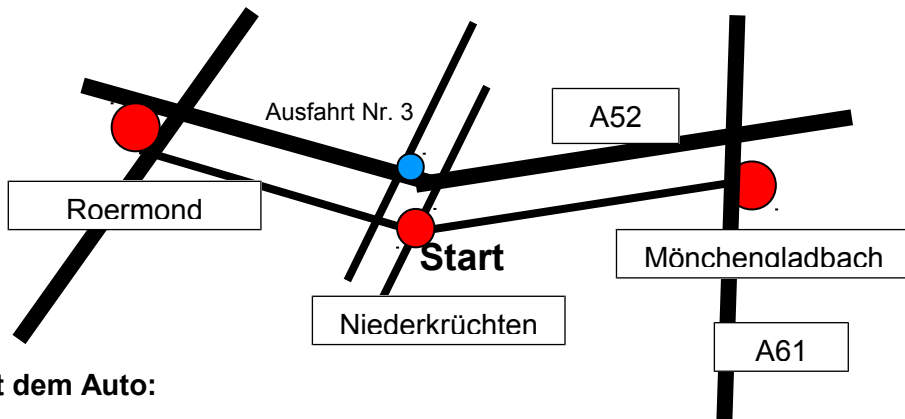 Ausfahrt Nr. 3
A52
Roermond
Start
Mönchengladbach
Niederkrüchten
A61
t dem Auto: